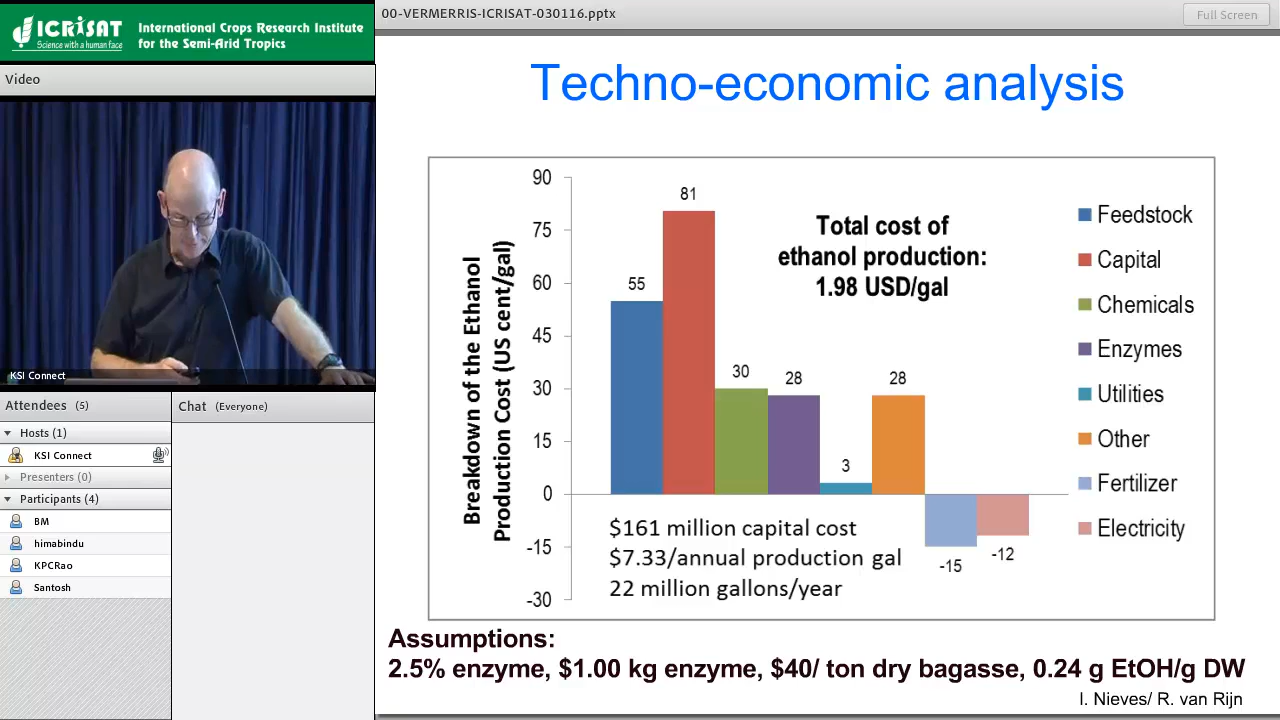 ICRISAT
Science with a human face
International Crops Research Institute
for the Semi-Arid Tropics
Video
KSI Connect
Attendees (5)
Hosts (1)
KSI Connect
Presenters (0)
Participants (4)
BM
himabindu
KPCRao
Santosh
Chat (Everyone)
00-VERMERRIS-ICRISAT-030116.pptx
Full Screen
Techno-economic analysis
Breakdown of the Ethanol
Production Cost (US cent/gal)
90
75
60
45
30
15
0
-15
-30
55
81
30
28
3
28
-15
-12
Total cost of
ethanol production:
1.98 USD/gal
$161 million capital cost
$7.33/annual production gal
22 million gallons/year
Feedstock
Capital
Chemicals
Enzymes
Utilities
Other
Fertilizer
Electricity
Assumptions:
2.5% enzyme, $1.00 kg enzyme, $40/ ton dry bagasse, 0.24 g EtOH/g DW
I. Nieves/ R. van Rijn